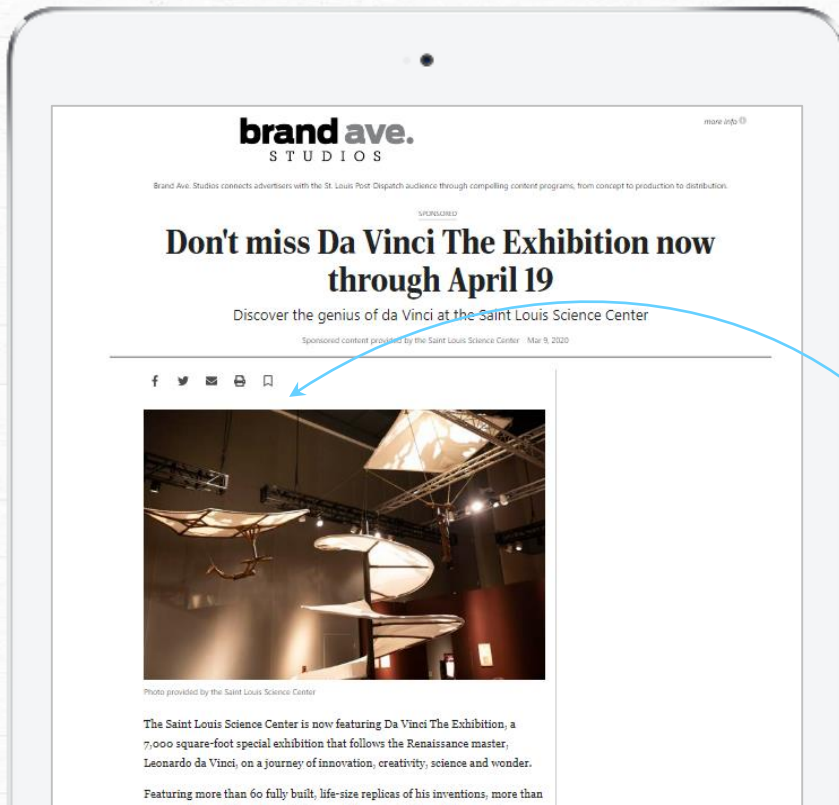 brand ave.
STUDIOS
more info
Brand Ave. Studios connects advertisers with the St. Louis Post Dispatch audience through compelling content programs, from concept to production to distribution.
SPONSORED
Don't miss Da Vinci The Exhibition now
through April 19
Discover the genius of da Vinci at the Saint Louis Science Center
Sponsored content provided by the Saint Louis Science Center Mar 9, 2020
Photo provided by the Saint Louis Science Center
The Saint Louis Science Center is now featuring Da Vinci The Exhibition, a
7,000 square-foot special exhibition that follows the Renaissance master,
Leonardo da Vinci, on a journey of innovation, creativity, science and wonder.
Featuring more than 60 fully built, life-size replicas of his inventions, more than